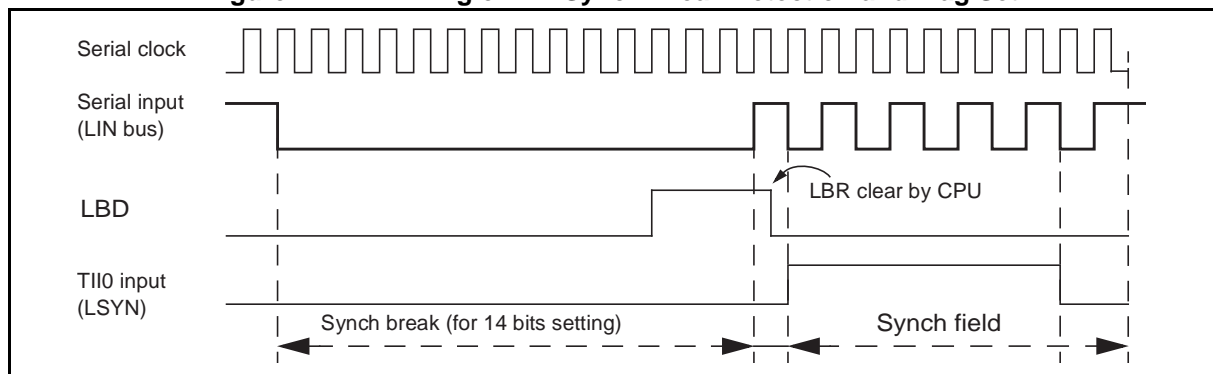 Serial clock
Serial input
(LIN bus)
LBR clear by CPU
LBD
TII0 input
(LSYN)
Synch break (for 14 bits setting)
Synch field